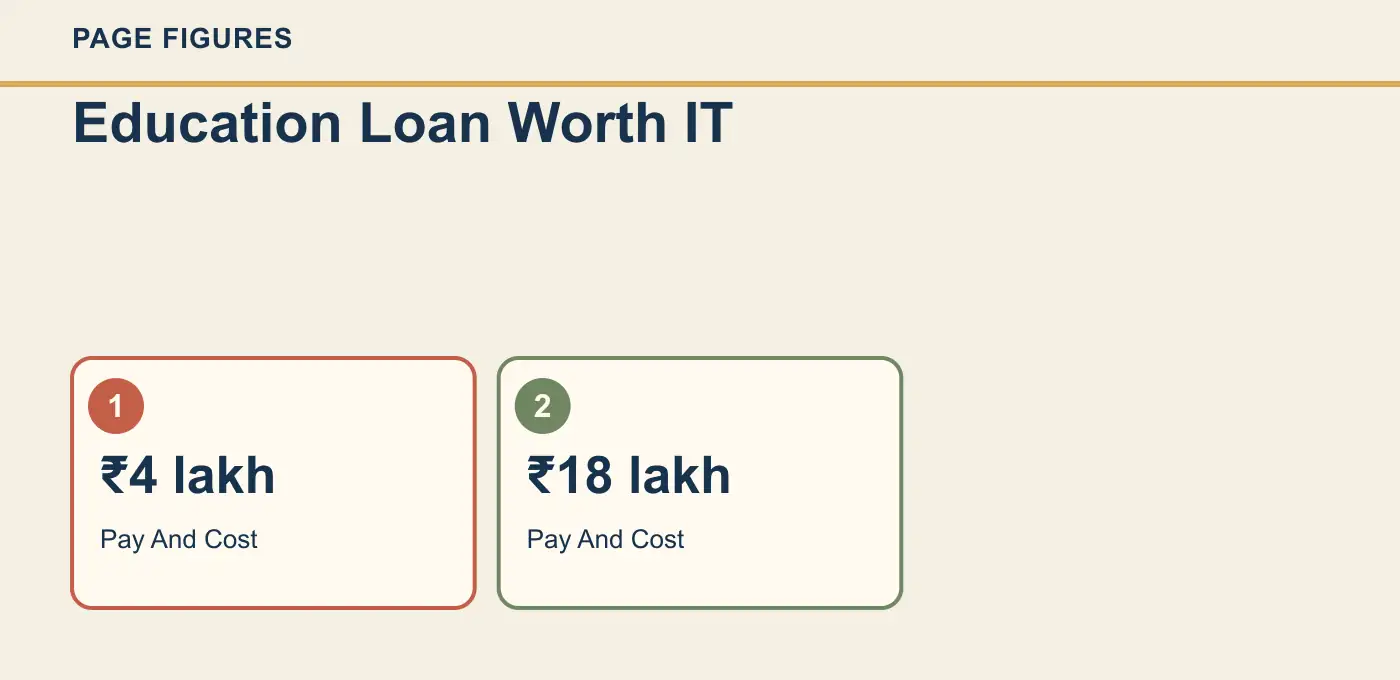 PAGE FIGURES
Education Loan Worth IT
1
₹4 lakh
Pay And Cost
2
₹18 lakh
Pay And Cost